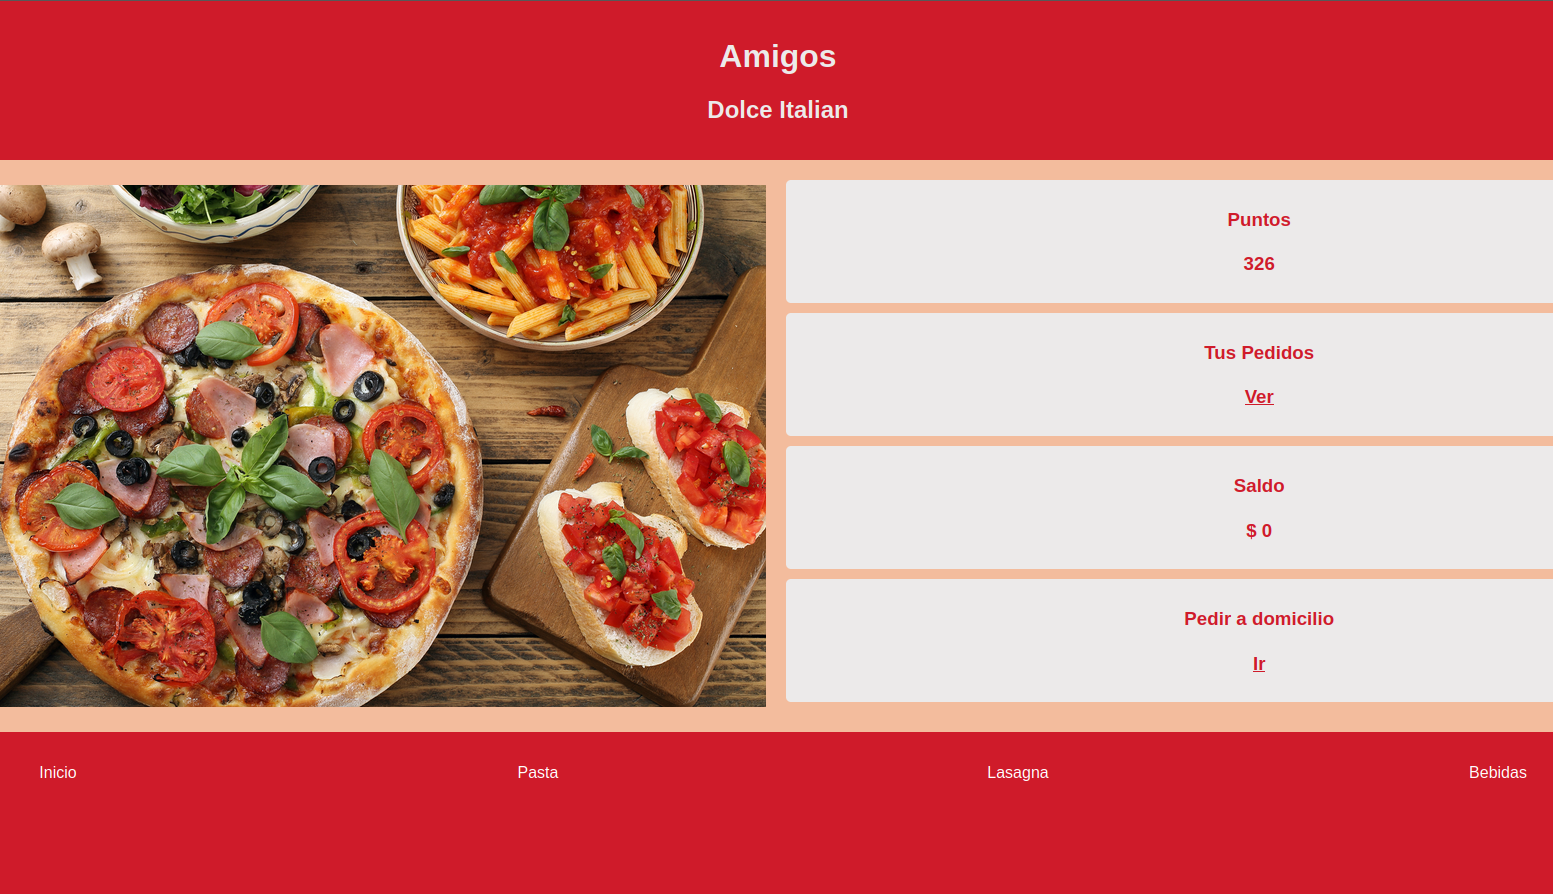 Amigos
Dolce Italian
Puntos
326
Tus Pedidos
Ver
Saldo
$ 0
Pedir a domicilio
Ir
Inicio
Pasta
Lasagna
Bebidas